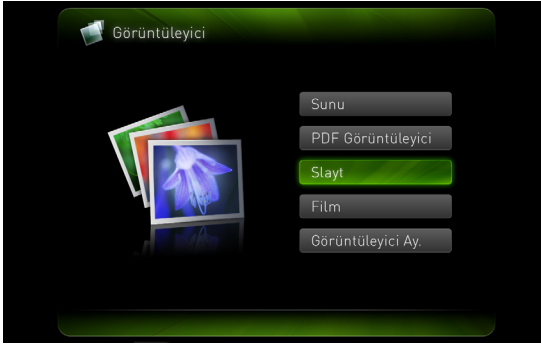 Görüntüleyici
Sunu
PDF Görüntüleyici
Slayt
Film
Görüntüleyici Ay.